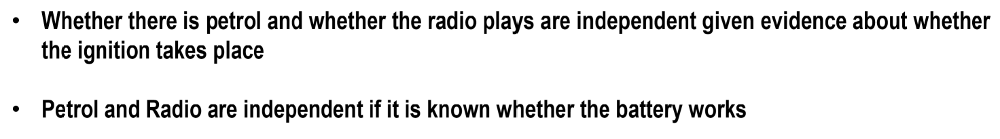 • Whether there is petrol and whether the radio plays are independent given evidence about whether
the ignition takes place
• Petrol and Radio are independent if it is known whether the battery works